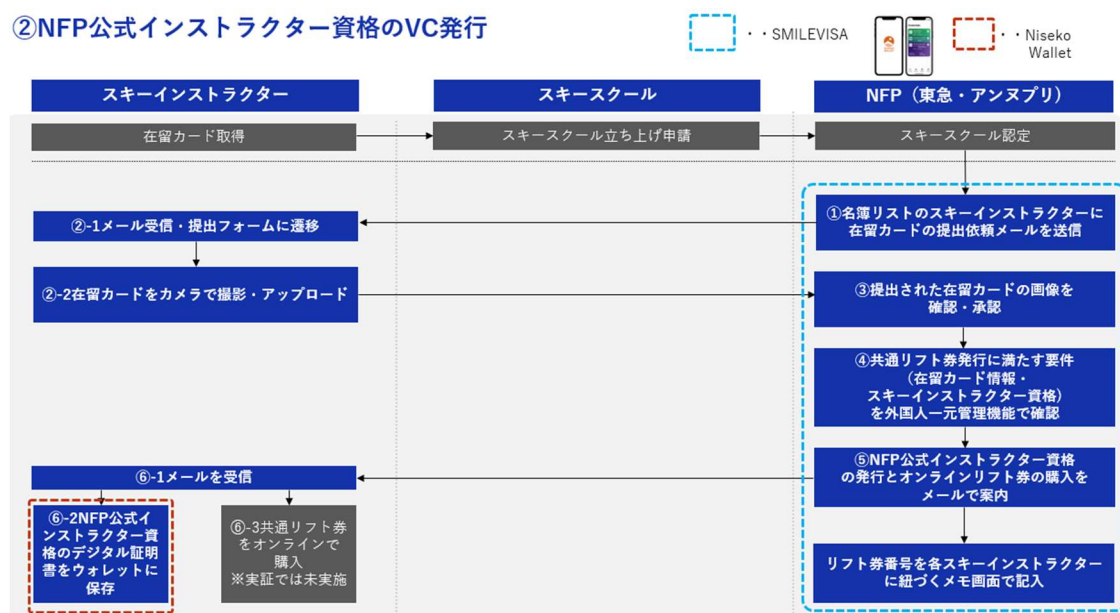 ②NFP公式インストラクター資格のVC発行
・・SMILEVISA
・・Niseko
Wallet
スキーインストラクター
スキースクール
NFP（東急・アンヌプリ）
在留カード取得
スキースクール立ち上げ申請
スキースクール認定
①名簿リストのスキーインストラクターに
在留カードの提出依頼メールを送信
②-1メール受信・提出フォームに遷移
②-2在留カードをカメラで撮影・アップロード
③提出された在留カードの画像を
確認・承認
④共通リフト券発行に満たす要件
（在留カード情報・
スキーインストラクター資格）
を外国人一元管理機能で確認
⑤NFP公式インストラクター資格
の発行とオンラインリフト券の購入を
メールで案内
⑥-1メールを受信
⑥-2NFP公式イ
ンストラクター資
格のデジタル証明
書をウォレットに
保存
⑥-3共通リフト券
をオンラインで
購入
※実証では未実施
リフト券番号を各スキーインストラクター
に紐づくメモ画面で記入